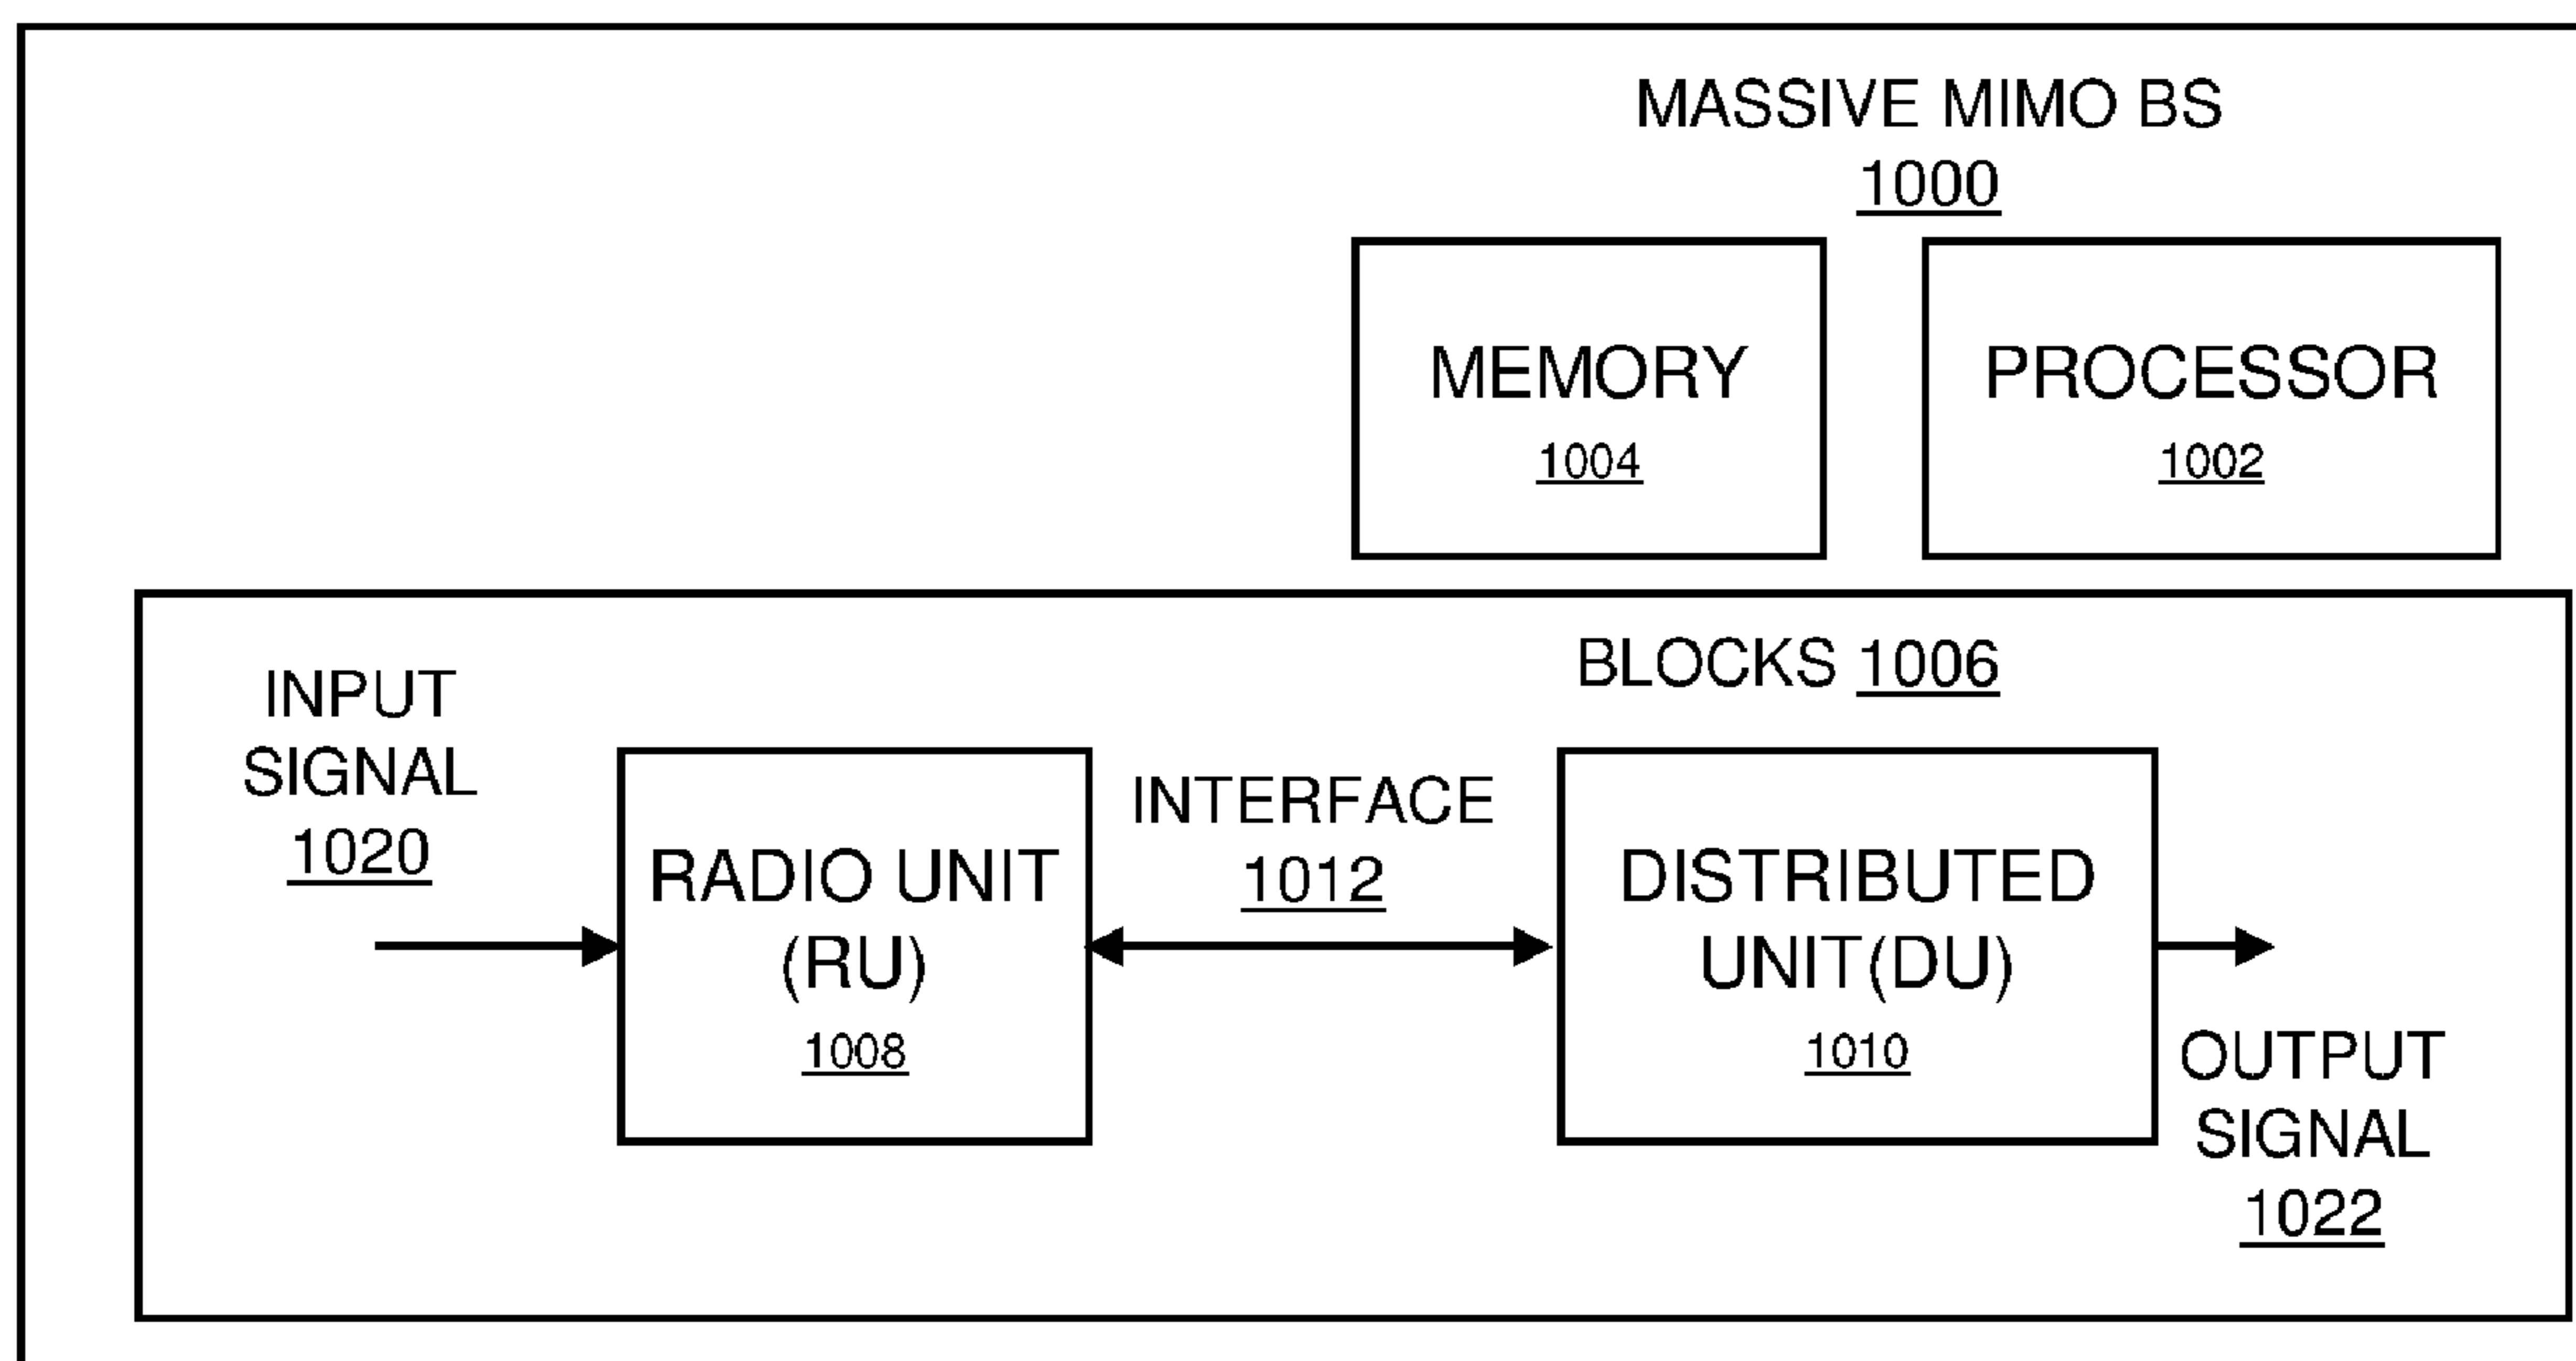 MASSIVE MIMO BS
1000
MEMORY
1004
PROCESSOR
1002
BLOCKS 1006
INPUT
SIGNAL
1020
RADIO UNIT
(RU)
1008
INTERFACE
1012
DISTRIBUTED
UNIT(DU)
1010
OUTPUT
SIGNAL
1022